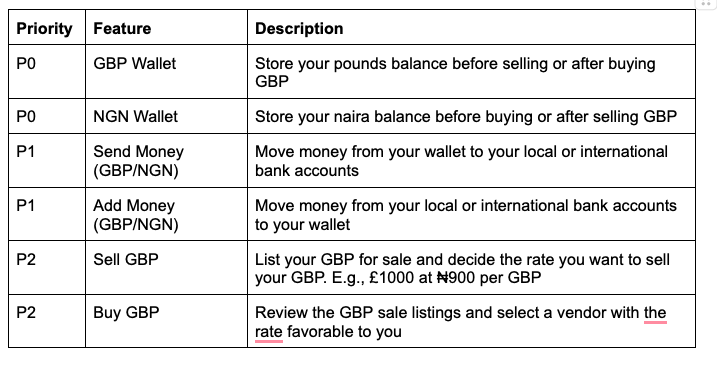 Priority Feature Description
P0 GBP Wallet Store your pounds balance before selling or after buying
GBP
P0 NGN Wallet Store your naira balance before buying or after selling GBP
P1 Send Money Move money from your wallet to your local or international
(GBP/NGN) bank accounts
P1 Add Money Move money from your local or international bank accounts
(GBP/NGN) to your wallet
P2 Sell GBP List your GBP for sale and decide the rate you want to sell
your GBP. E.g., £1000 at ₦900 per GBP
P2 Buy GBP Review the GBP sale listings and select a vendor with the
rate favorable to you